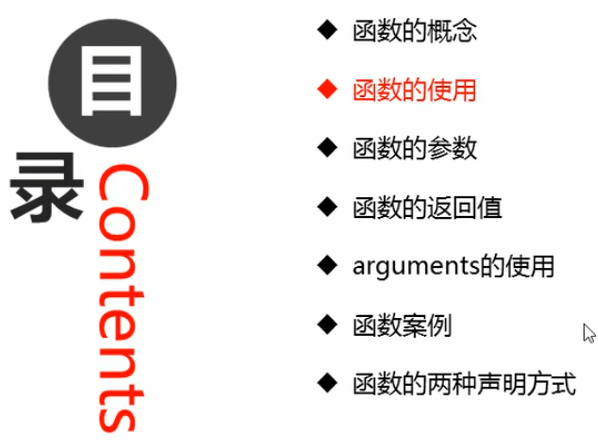 目
录
Contents
◆ 函数的概念
◆ 函数的使用
◆ 函数的参数
◆ 函数的返回值
◆ arguments的使用
◆ 函数案例
◆ 函数的两种声明方式